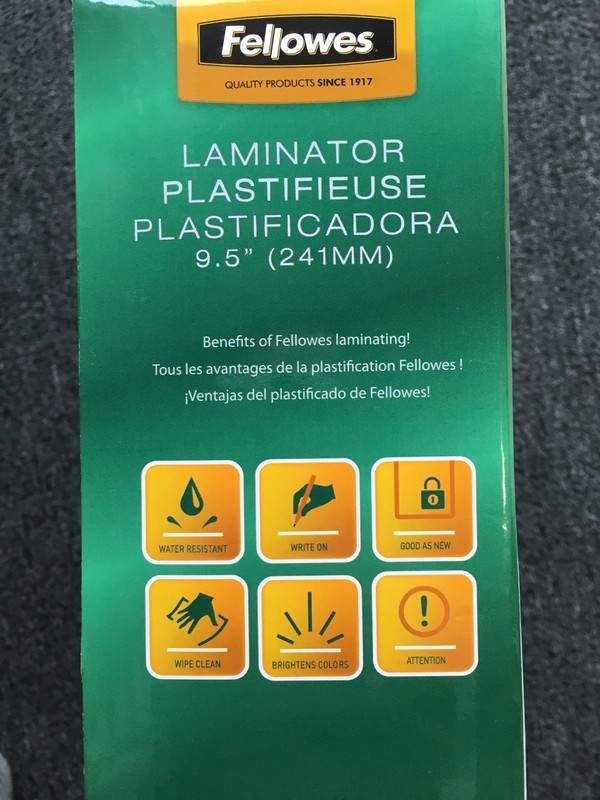 Fellowes
QUALITY PRODUCTS SINCE 1917
LAMINATOR
PLASTIFIEUSE
PLASTIFICADORA
9.5" (241MM)
Benefits of Fellowes laminating!
Tous les avantages de la plastification Fellowes !
¡Ventajas del plastificado de Fellowes!
WATER RESISTANT
WRITE ON
GOOD AS NEW
WIPE CLEAN
BRIGHTENS COLORS
!
ATTENTION